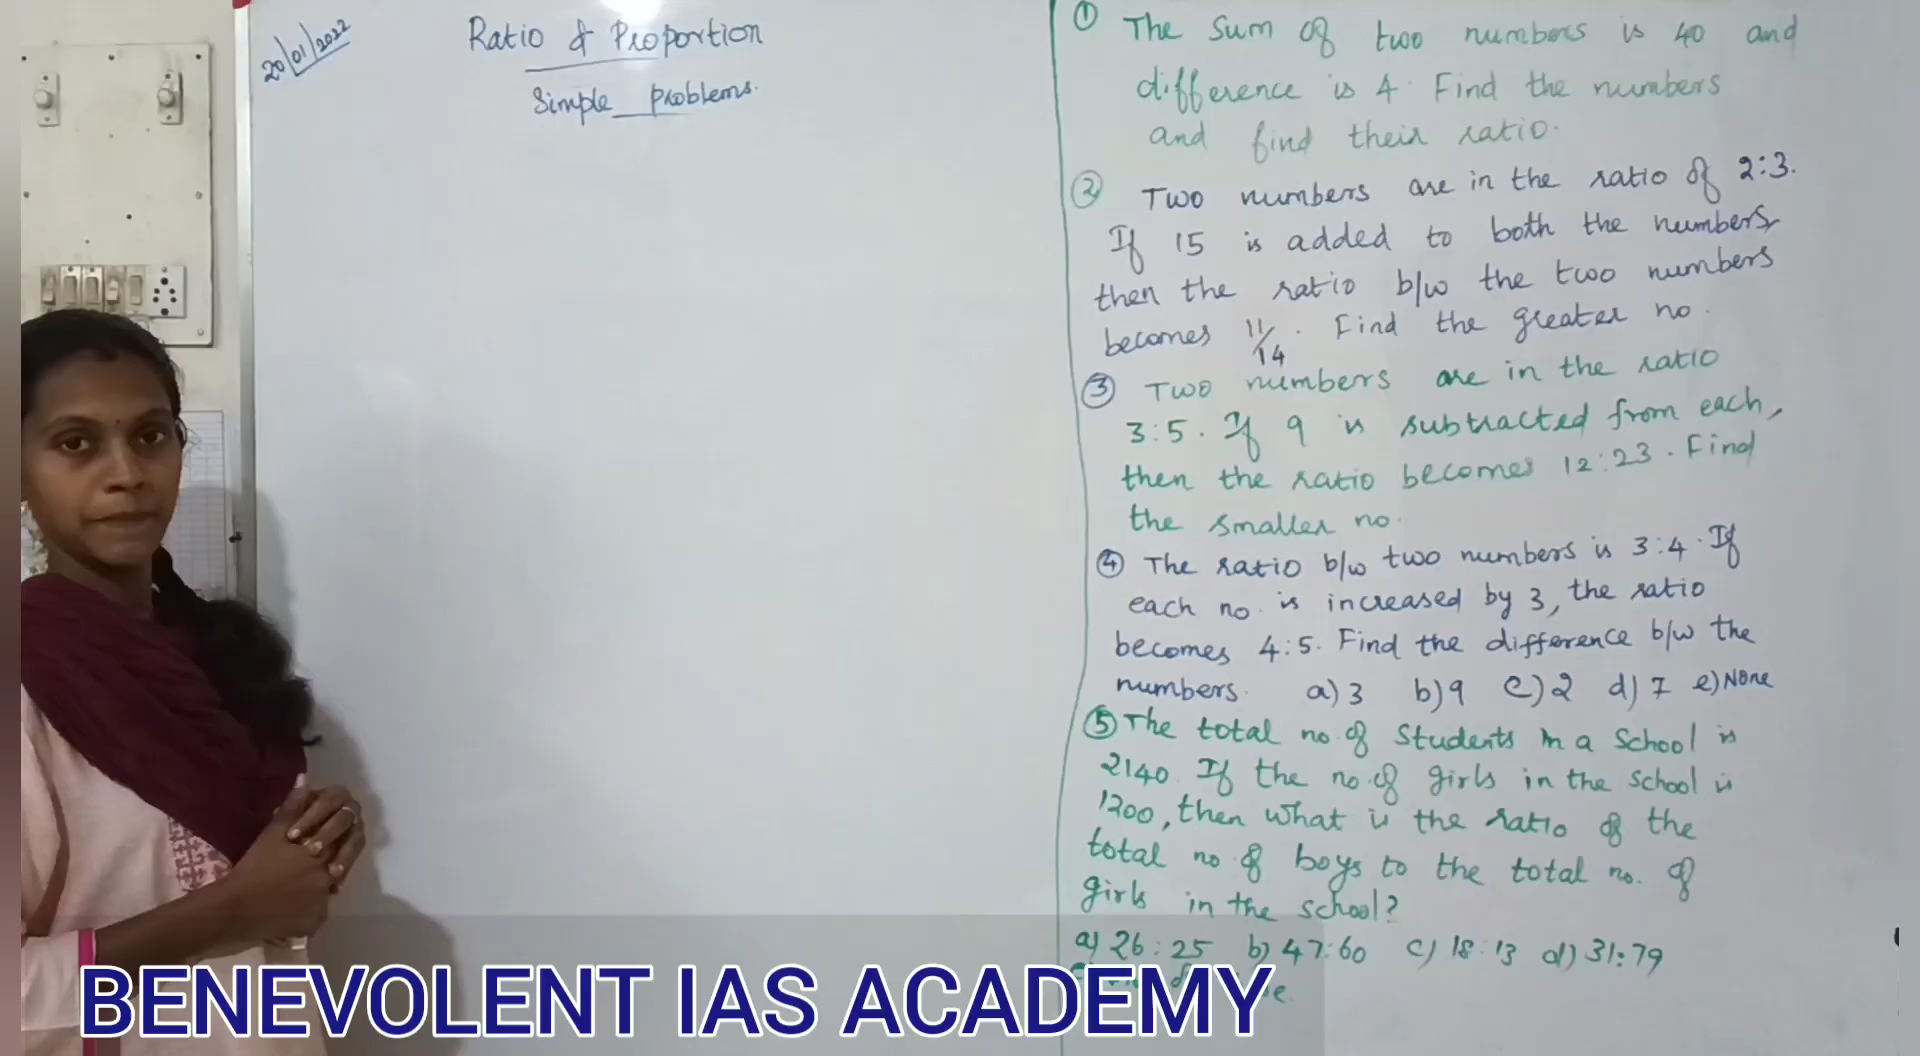 20/01/2022
Ratio & Proportion
Simple problems.
① The Sum of two numbers is 40 and
difference is 4. Find the numbers
and find their ratio.
② Two numbers are in the ratio of 2:3.
If 15 is added to both the numbers,
then the ratio b/w the two numbers
becomes 11/14. Find the greater no.
③ Two numbers are in the ratio
3:5. If 9 is subtracted from each,
then the ratio becomes 12:23. Find
the smaller no.
④ The ratio b/w two numbers is 3:4. If
each no. is increased by 3, the ratio
becomes 4:5. Find the difference b/w the
numbers. a) 3 b) 9 c) 2 d) 7 e) None
⑤ The total no. of Students in a School is
2140. If the no. of girls in the school is
1200, then what is the ratio of the
total no of boys to the total no. of
girls in the school?
a) 26:25 b) 47:60 c) 18:13 d) 31:79
BENEVOLENT IAS ACADEMY